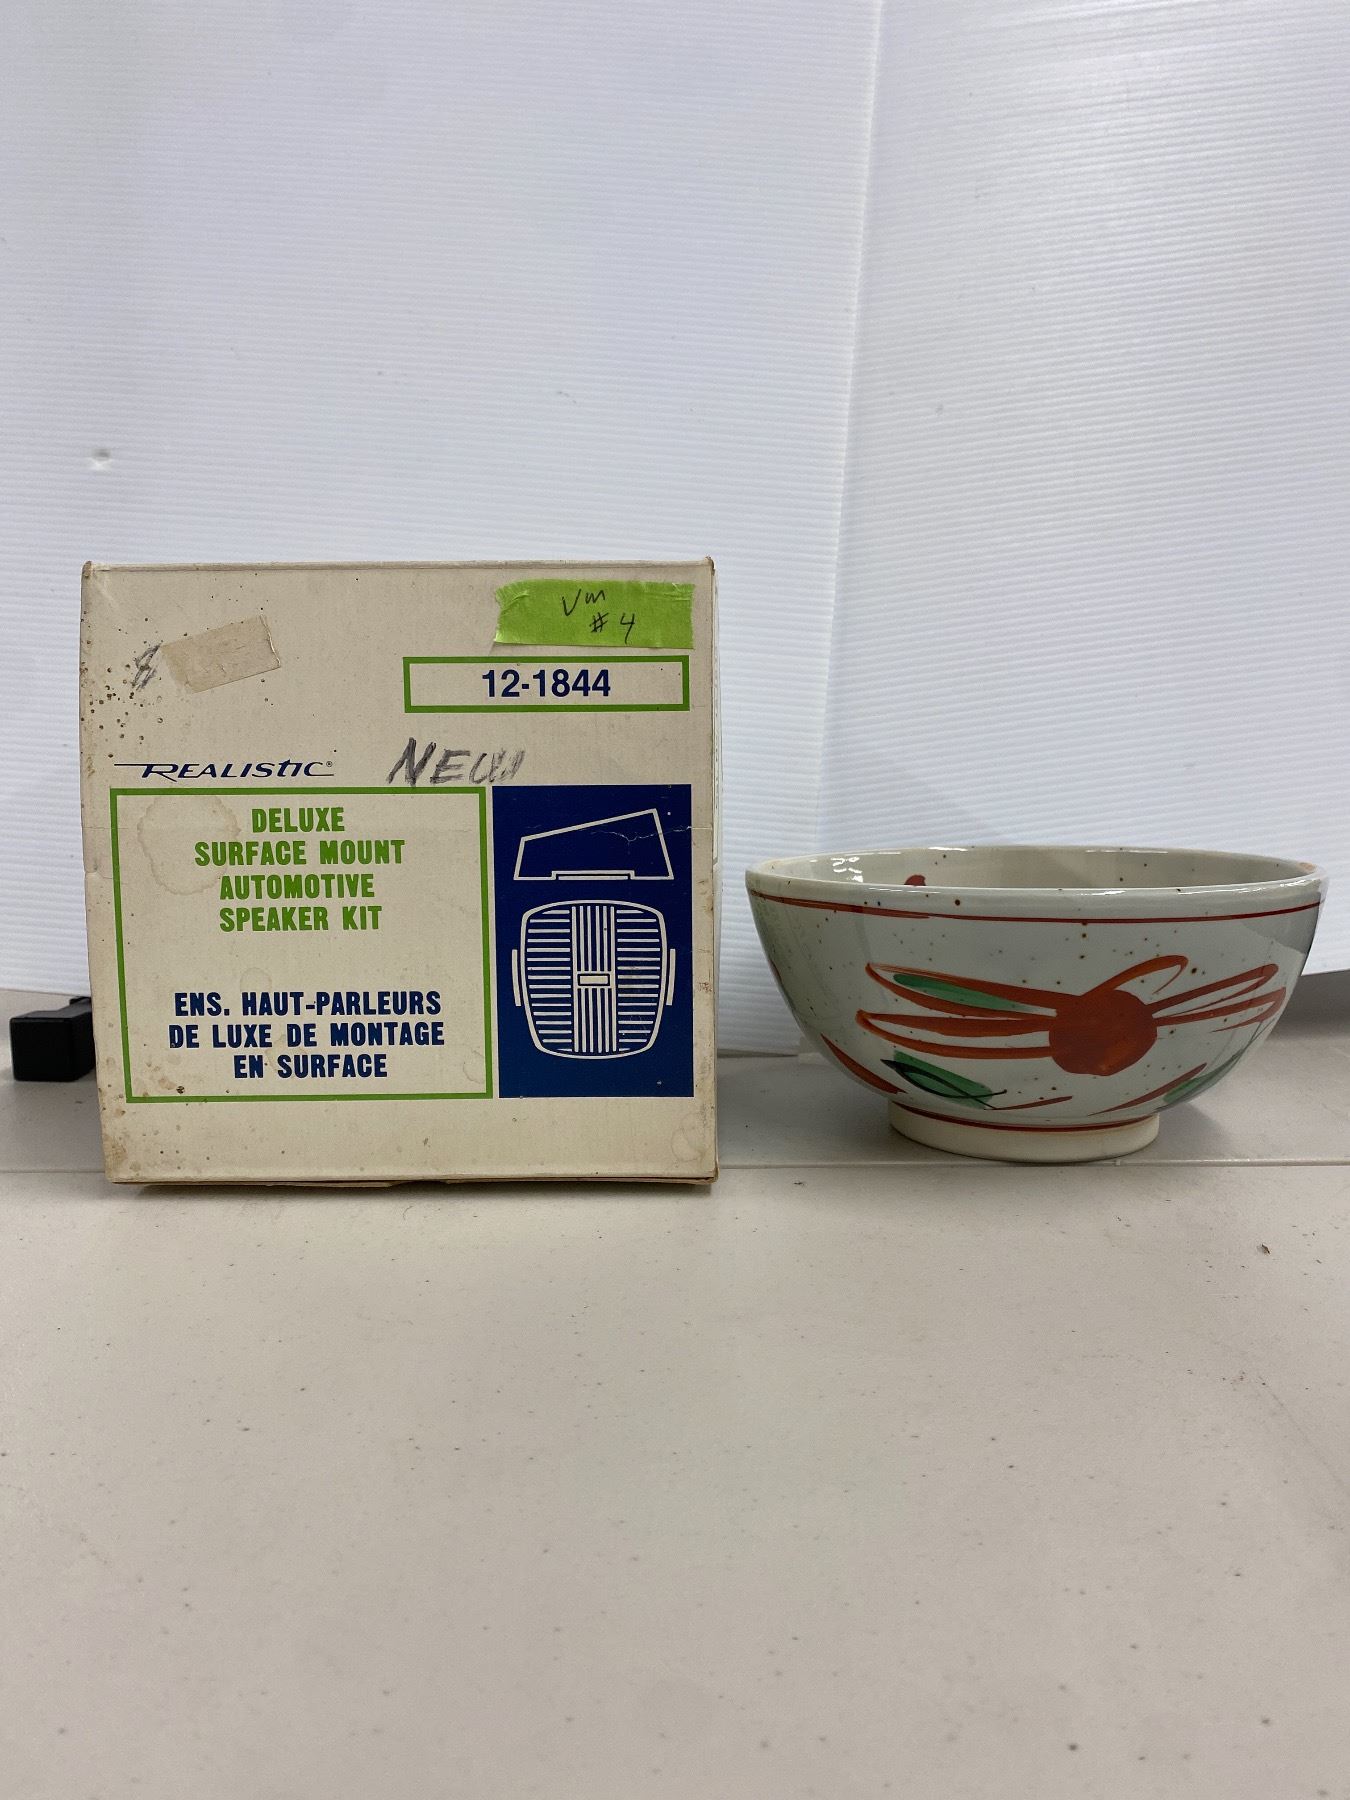 Vm
#4
12-1844
REALISTIC®
NEW
DELUXE
SURFACE MOUNT
AUTOMOTIVE
SPEAKER KIT
ENS. HAUT-PARLEURS
DE LUXE DE MONTAGE
EN SURFACE